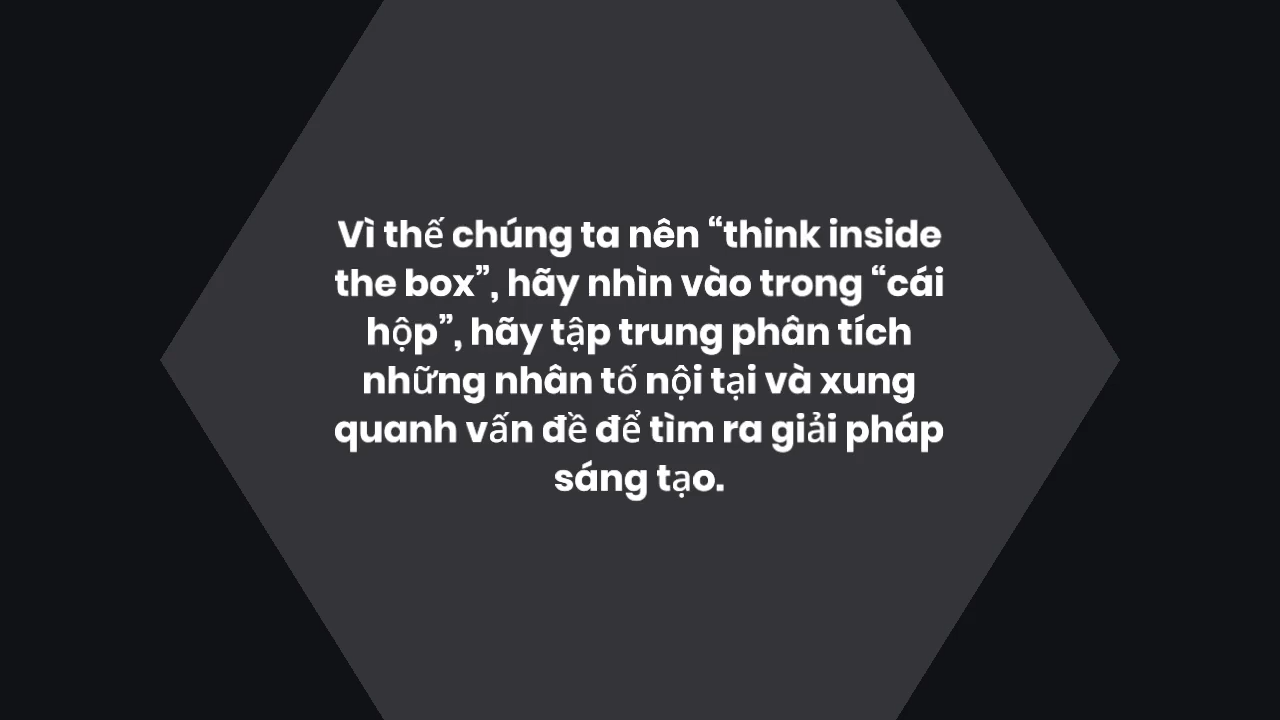 Vì thế chúng ta nên “think inside
the box”, hãy nhìn vào trong “cái
hộp”, hãy tập trung phân tích
những nhân tố nội tại và xung
quanh vấn đề để tìm ra giải pháp
sáng tạo.